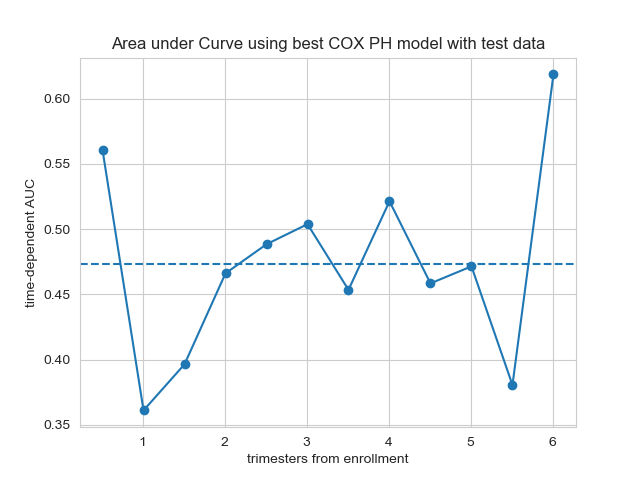 Area under Curve using best COX PH model with test data
time-dependent AUC
0.60
0.55
0.50
0.45
0.40
0.35
1 2 3 4 5 6
trimesters from enrollment